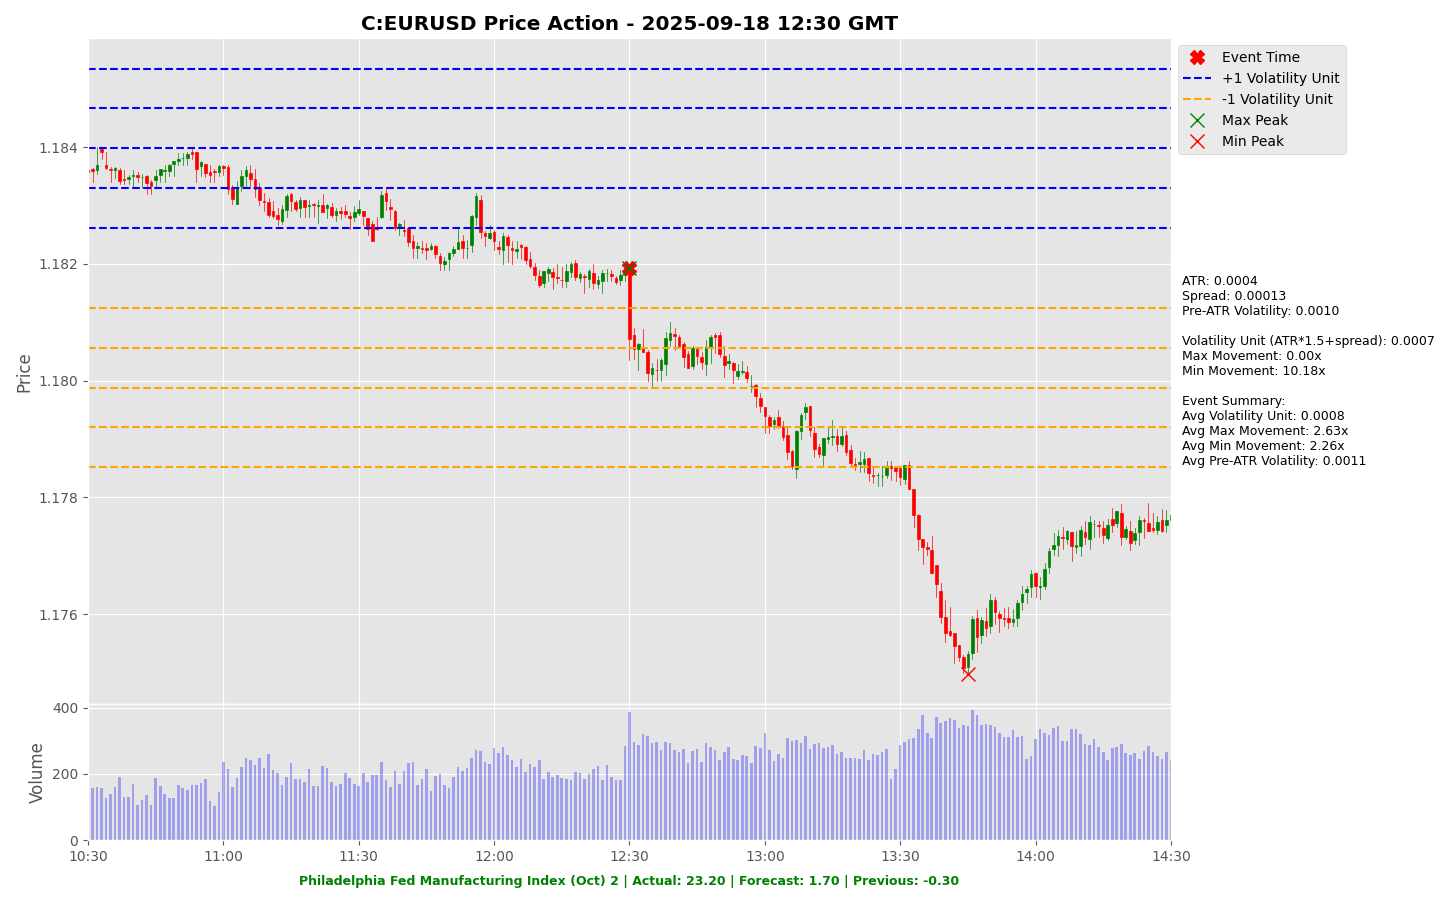 C:EURUSD Price Action - 2025-09-18 12:30 GMT
Event Time
+1 Volatility Unit
-1 Volatility Unit
Max Peak
Min Peak
Price
1.184
1.182
1.180
1.178
1.176
ATR: 0.0004
Spread: 0.00013
Pre-ATR Volatility: 0.0010
Volatility Unit (ATR*1.5+spread): 0.0007
Max Movement: 0.00x
Min Movement: 10.18x
Event Summary:
Avg Volatility Unit: 0.0008
Avg Max Movement: 2.63x
Avg Min Movement: 2.26x
Avg Pre-ATR Volatility: 0.0011
Volume
400
200
0
10:30 11:00 11:30 12:00 12:30 13:00 13:30 14:00 14:30
Philadelphia Fed Manufacturing Index (Oct) 2 | Actual: 23.20 | Forecast: 1.70 | Previous: -0.30